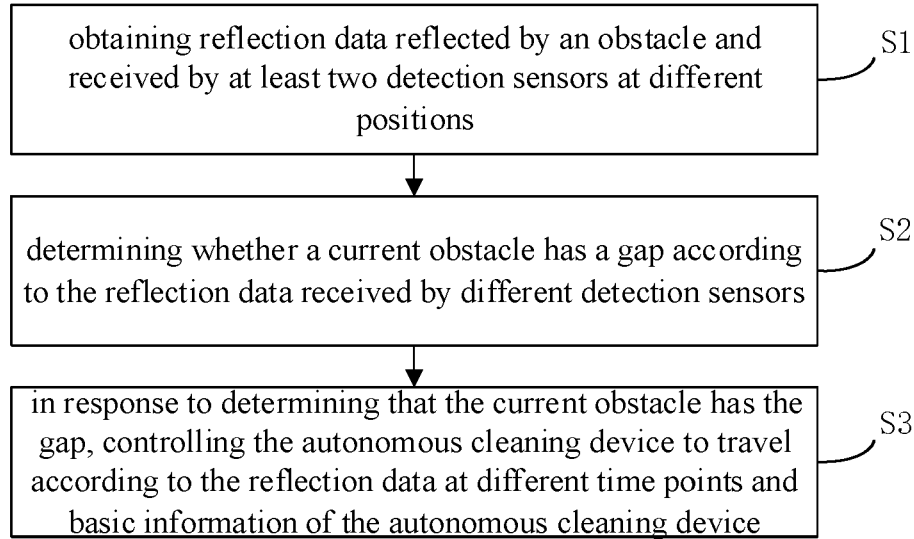 obtaining reflection data reflected by an obstacle and
received by at least two detection sensors at different
positions
S1
determining whether a current obstacle has a gap according
to the reflection data received by different detection sensors
S2
in response to determining that the current obstacle has the
gap, controlling the autonomous cleaning device to travel
according to the reflection data at different time points and
basic information of the autonomous cleaning device
S3